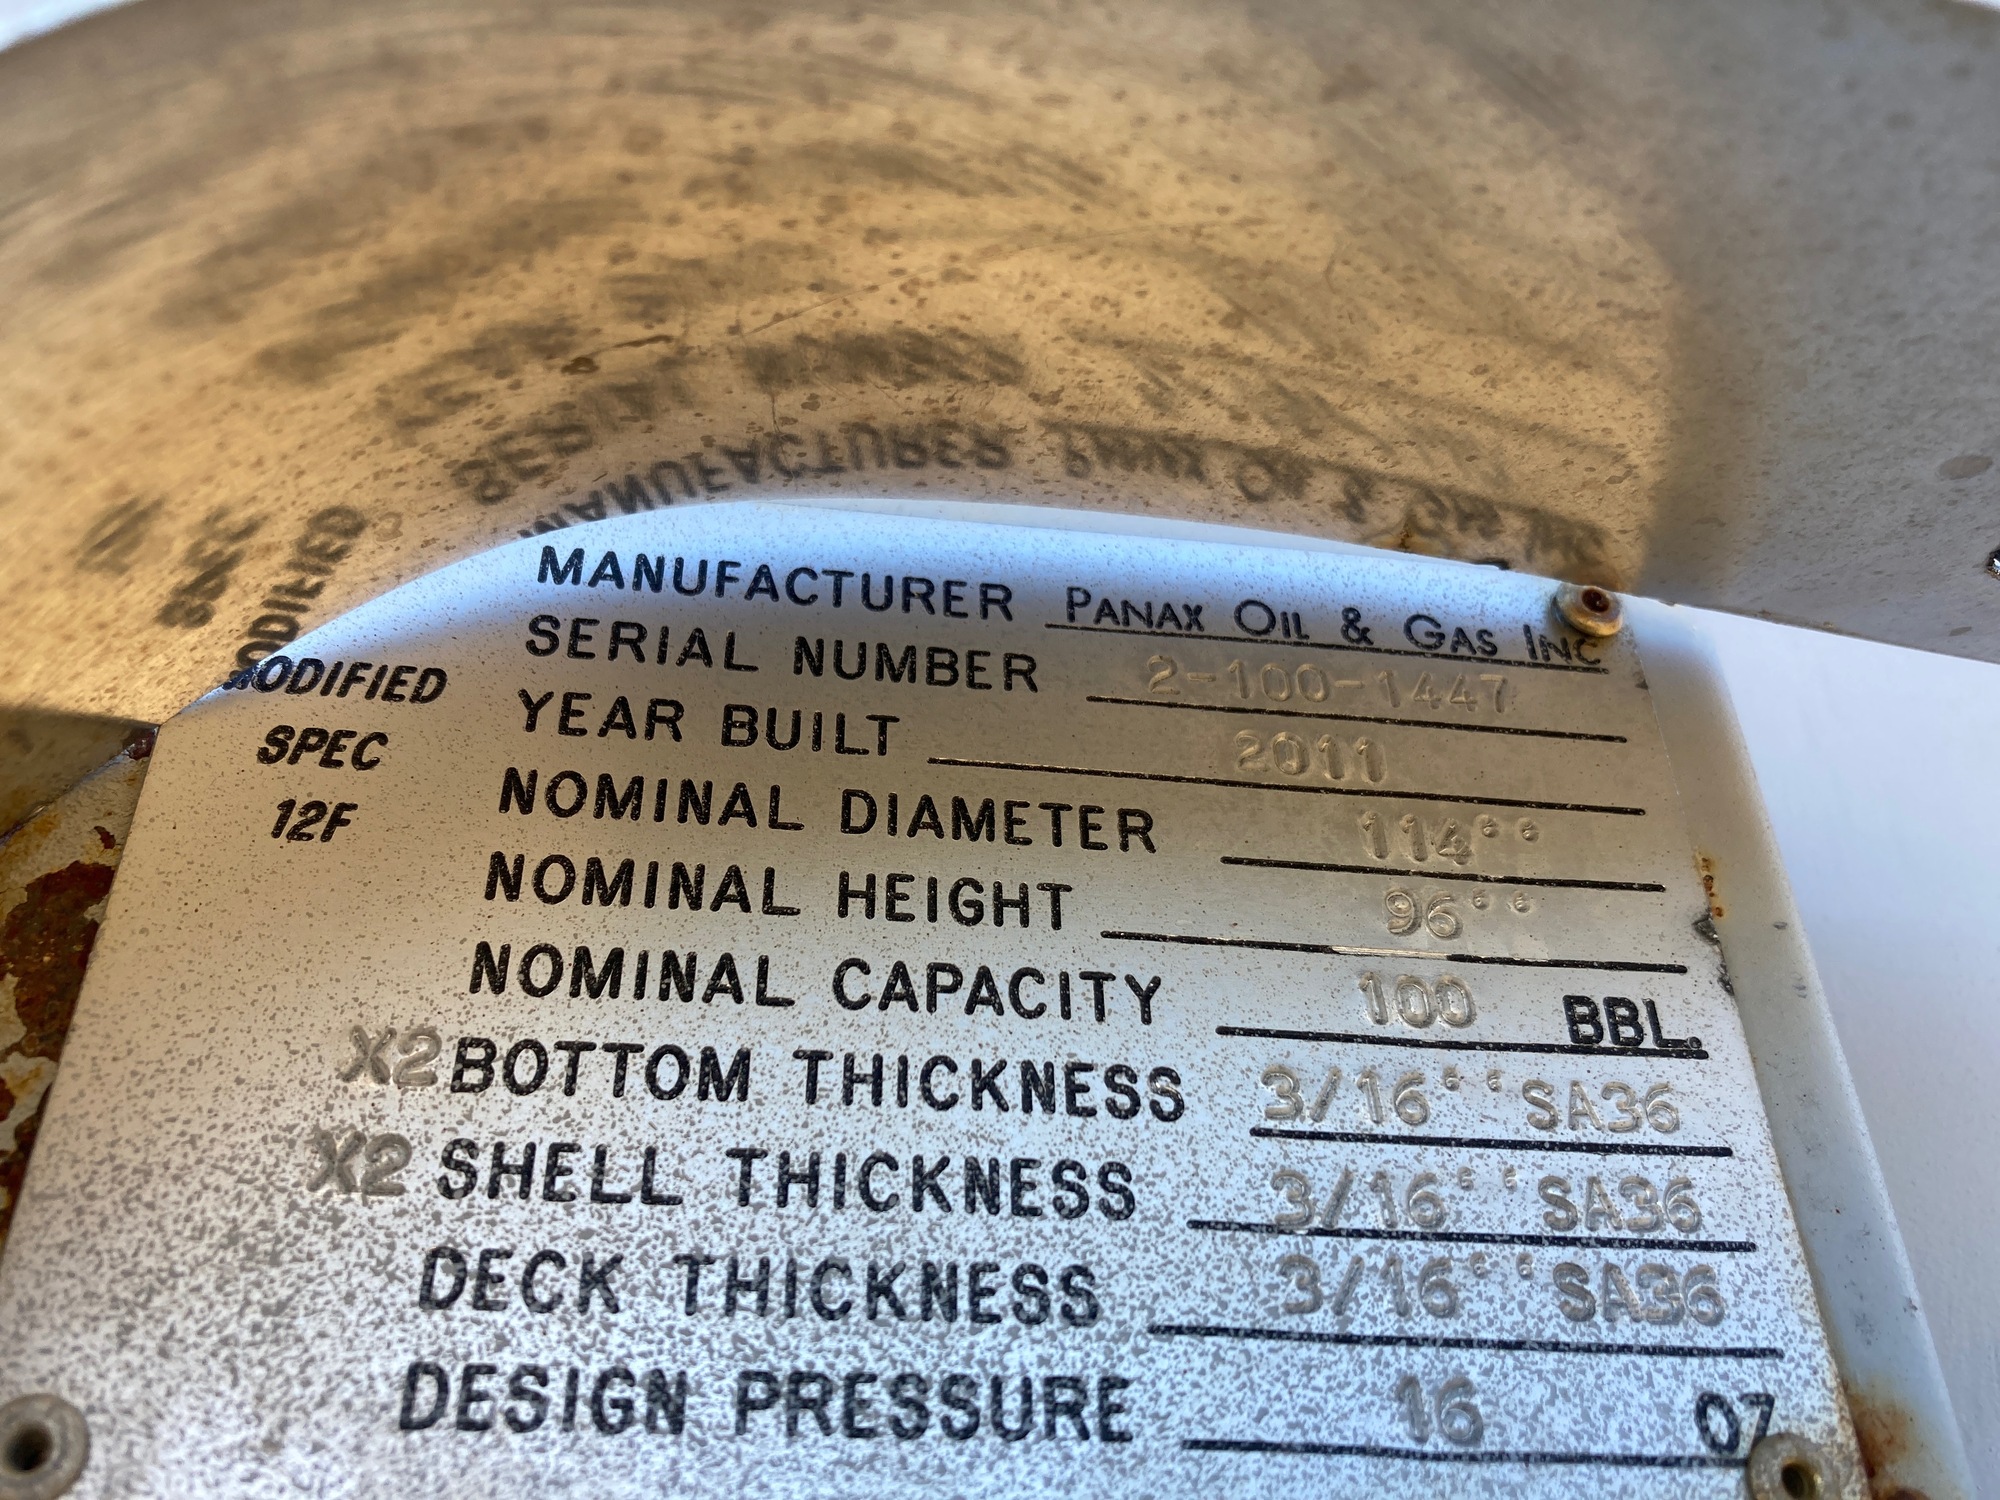 MANUFACTURER PANAX OIL & GAS INC
SERIAL NUMBER 2-100-1447
YEAR BUILT 2011
MODIFIED
SPEC
12F
NOMINAL DIAMETER 114"
NOMINAL HEIGHT 96"
NOMINAL CAPACITY 100 BBL.
X2 BOTTOM THICKNESS 3/16" SA36
X2 SHELL THICKNESS 3/16" SA36
DECK THICKNESS 3/16" SA36
DESIGN PRESSURE 16